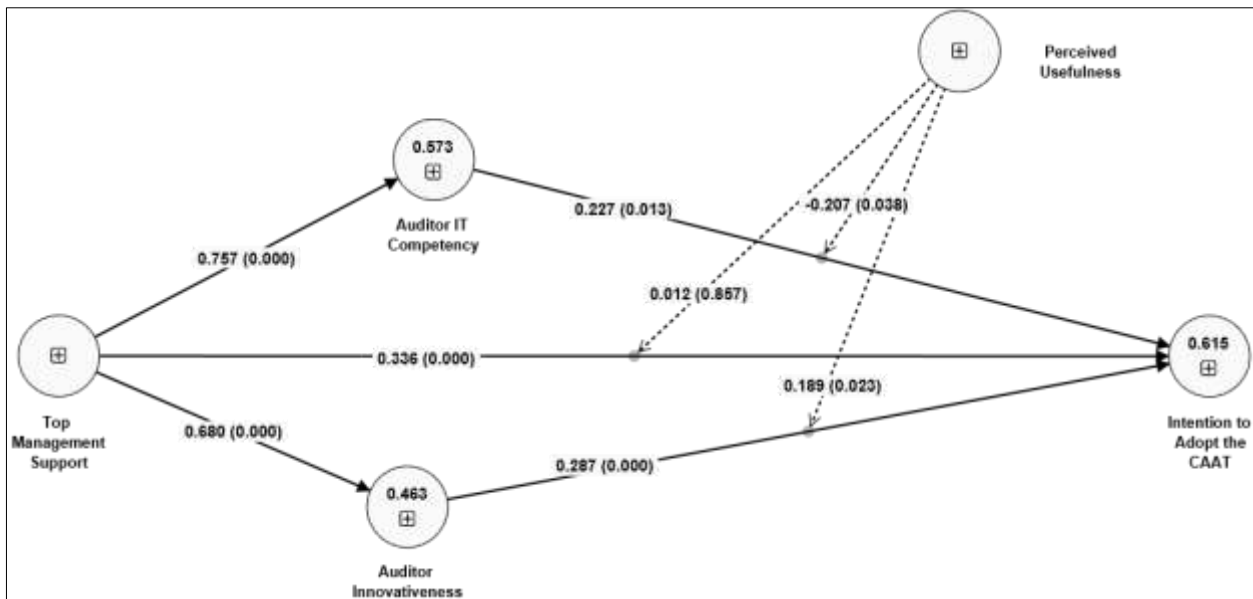 Perceived
Usefulness
0.573
Auditor IT
Competency
0.227 (0.013)
-0.207 (0.038)
0.757 (0.000)
0.012 (0.857)
0.336 (0.000)
0.615
0.189 (0.023)
Top
Management
Support
Intention to
Adopt the
CAAT
0.680 (0.000)
0.287 (0.000)
0.463
Auditor
Innovativeness